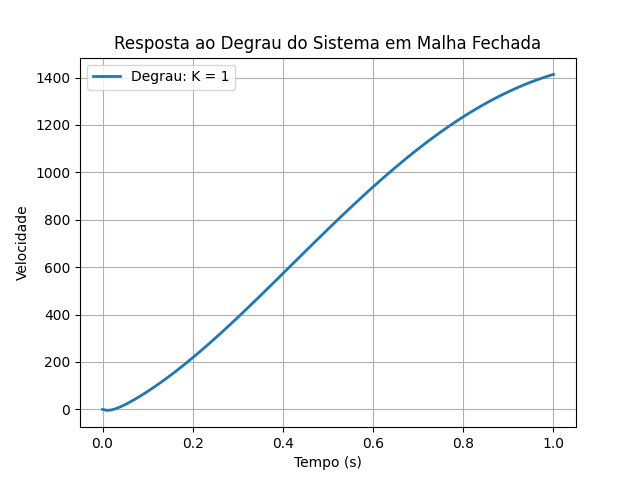 Resposta ao Degrau do Sistema em Malha Fechada
Degrau: K = 1
1400
1200
1000
800
600
400
200
0
Velocidade
0.0 0.2 0.4 0.6 0.8 1.0
Tempo (s)